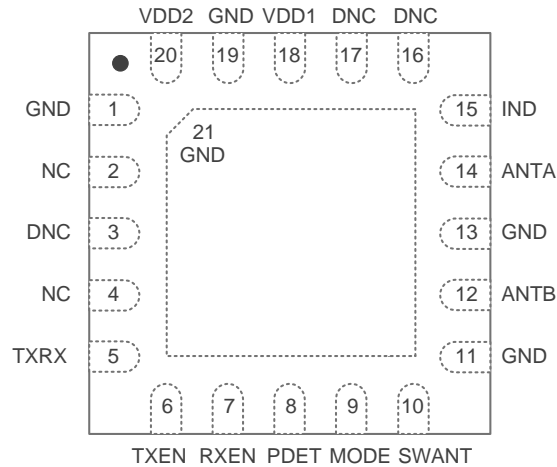 VDD2 GND VDD1 DNC DNC
20 19 18 17 16
GND 1
15 IND
21
GND
NC 2
14 ANTA
DNC 3
13 GND
NC 4
12 ANTB
TXRX 5
11 GND
6 7 8 9 10
TXEN RXEN PDET MODE SWANT